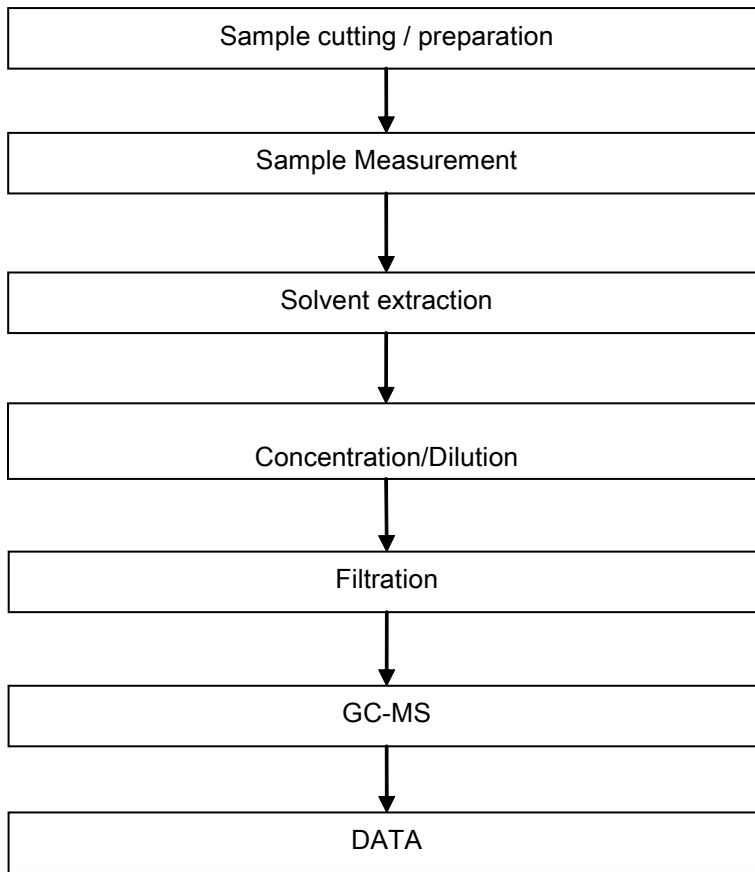 Sample cutting / preparation
Sample Measurement
Solvent extraction
Concentration/Dilution
Filtration
GC-MS
DATA